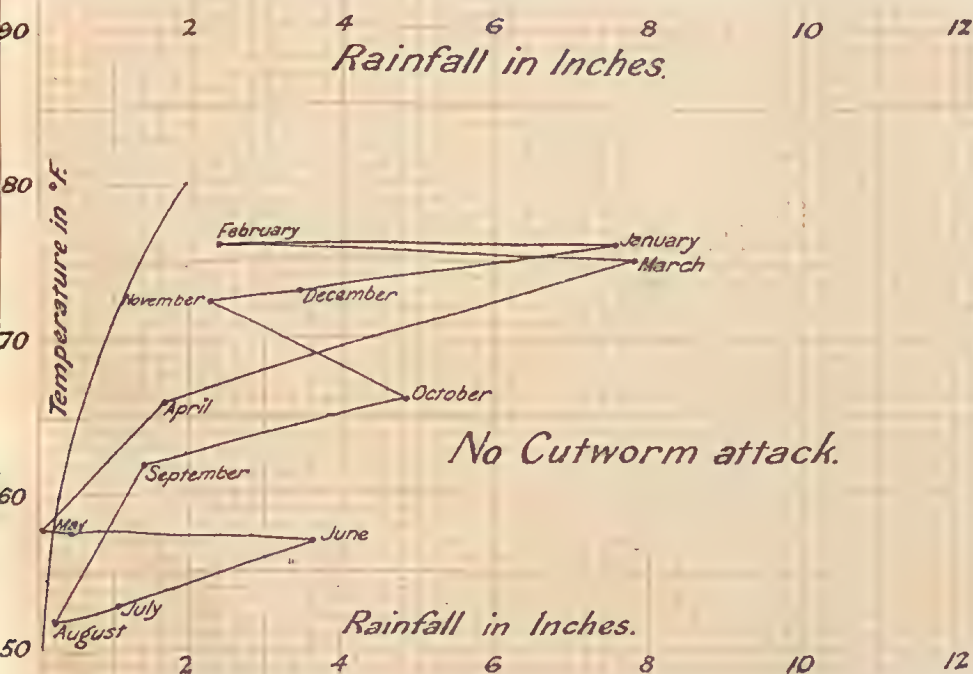 90 2 4 6 8 10 12
Rainfall in Inches.
80
Temperature in °F.
February
January
March
December
November
70
April
October
No Cutworm attack.
September
60
May
June
July
August
Rainfall in Inches.
50
2 4 6 8 10 12